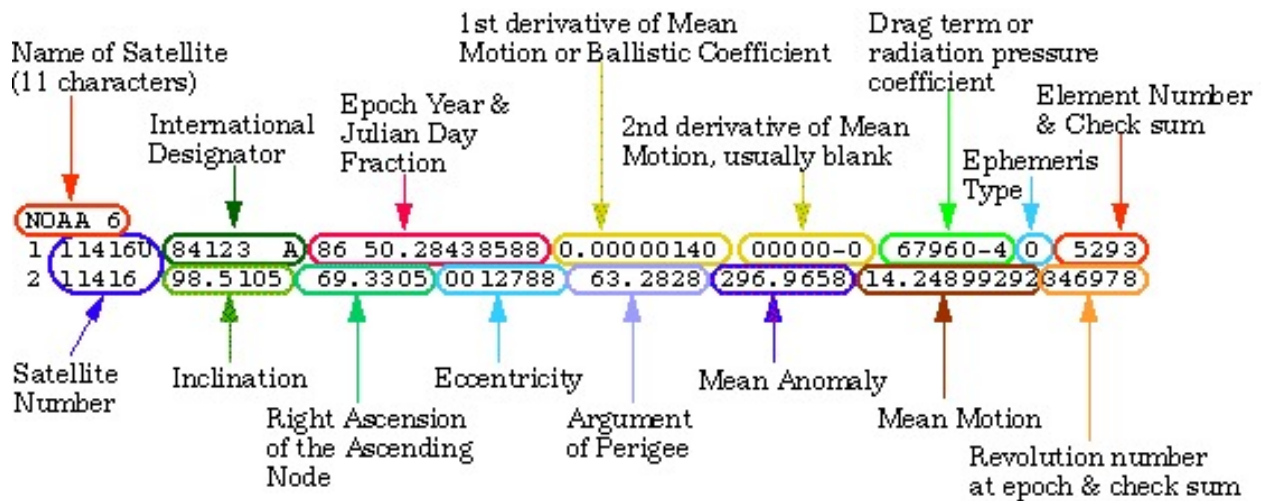 Name of Satellite
(11 characters)
International
Designator
Epoch Year &
Julian Day
Fraction
1st derivative of Mean
Motion or Ballistic Coefficient
2nd derivative of Mean
Motion, usually blank
Drag term or
radiation pressure
coefficient
Ephemeris
Type
Element Number
& Check sum
NOAA 6
1 11416U 84123 A 86 50.28438588 0.00000140 00000-0 67960-4 0 5293
2 11416 98.5105 69.3305 0012788 63.2828 296.9658 14.24899292346978
Satellite
Number
Inclination
Right Ascension
of the Ascending
Node
Eccentricity
Argument
of Perigee
Mean Anomaly
Mean Motion
Revolution number
at epoch & check sum